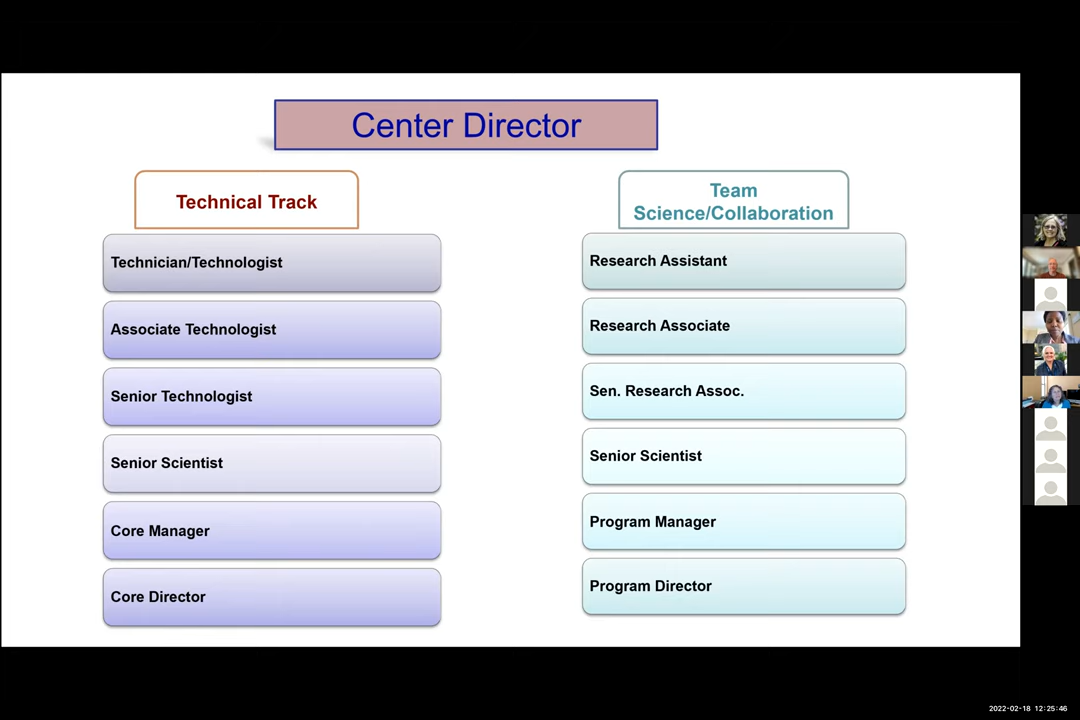 Center Director
Technical Track
Technician/Technologist
Associate Technologist
Senior Technologist
Senior Scientist
Core Manager
Core Director
Team
Science/Collaboration
Research Assistant
Research Associate
Sen. Research Assoc.
Senior Scientist
Program Manager
Program Director
2022-02-18 12:25:46